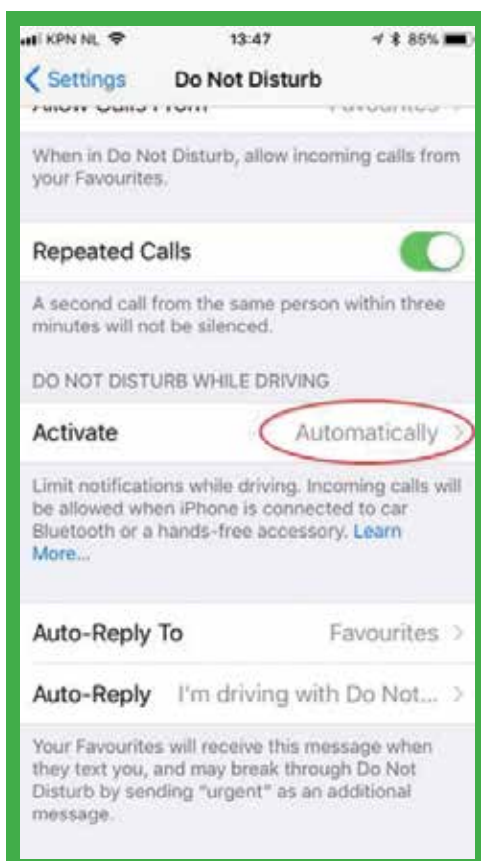 KPN NL 13:47 85%
Settings Do Not Disturb
Allow Calls From Favourites
When in Do Not Disturb, allow incoming calls from
your Favourites.
Repeated Calls
A second call from the same person within three
minutes will not be silenced.
DO NOT DISTURB WHILE DRIVING
Activate Automatically
Limit notifications while driving. Incoming calls will
be allowed when iPhone is connected to car
Bluetooth or a hands-free accessory. Learn
More...
Auto-Reply To Favourites
Auto-Reply I'm driving with Do Not...
Your Favourites will receive this message when
they text you, and may break through Do Not
Disturb by sending "urgent" as an additional
message.